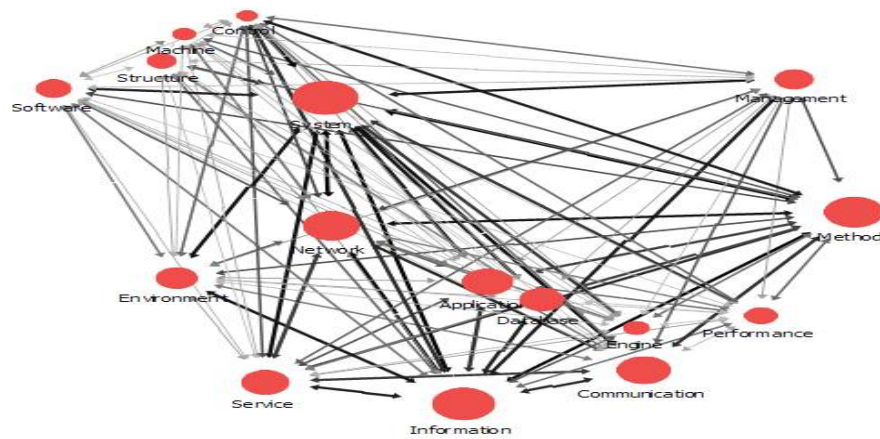 Control
Machine
Structure
Software
System
Management
Method
Network
Environment
Application
Database
Engine
Performance
Service
Information
Communication